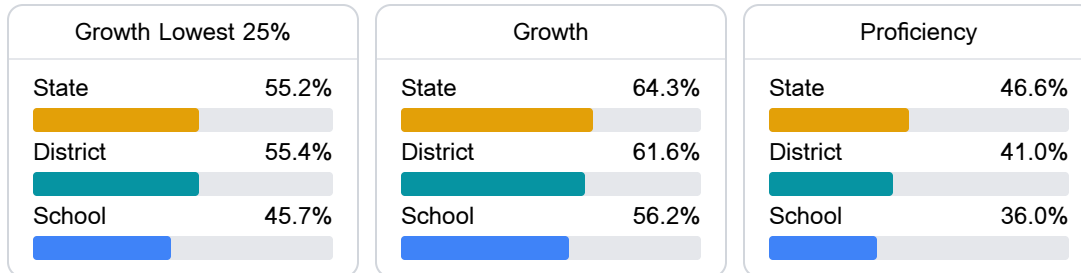 Growth Lowest 25%
State 55.2%
District 55.4%
School 45.7%
Growth
State 64.3%
District 61.6%
School 56.2%
Proficiency
State 46.6%
District 41.0%
School 36.0%